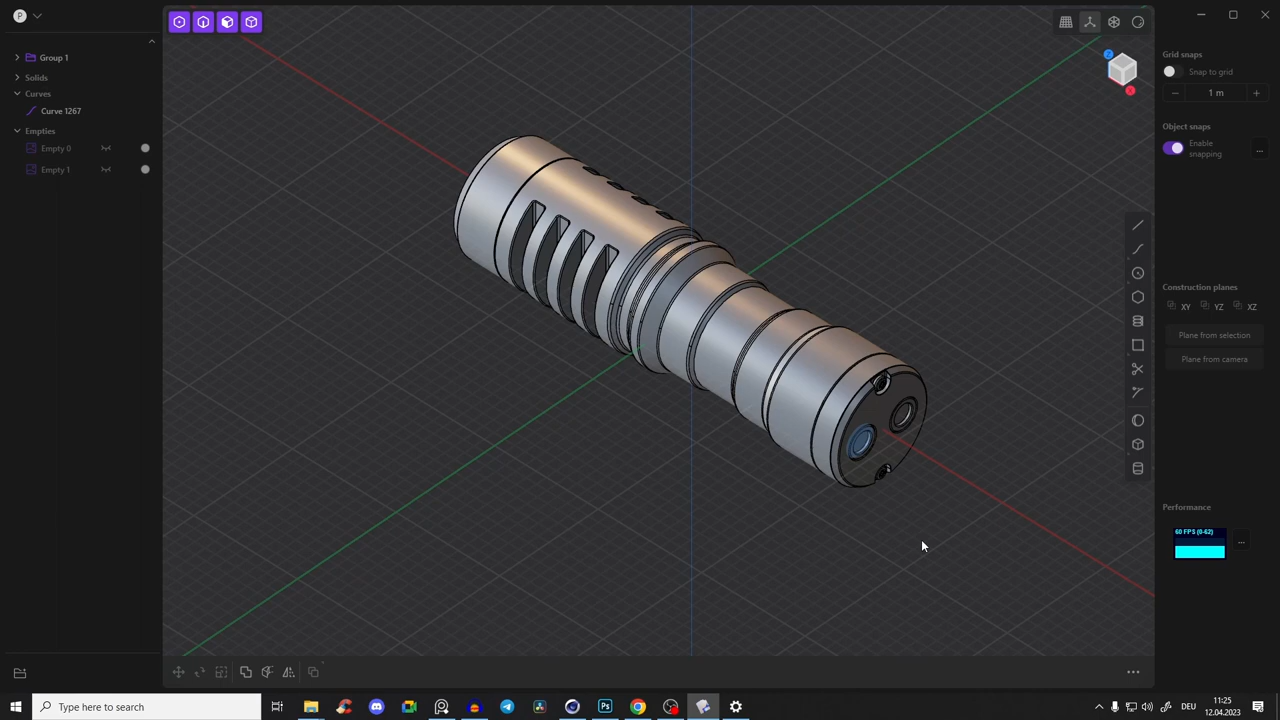 P
Group 1
Solids
Curves
Curve 1267
Empties
Empty 0
Empty 1
Z
X
Grid snaps
Snap to grid
1 m
Object snaps
Enable
snapping
...
Construction planes
XY YZ XZ
Plane from selection
Plane from camera
Performance
60 FPS (0-62)
...
Type here to search
Ps
DEU
11:25
12.04.2023